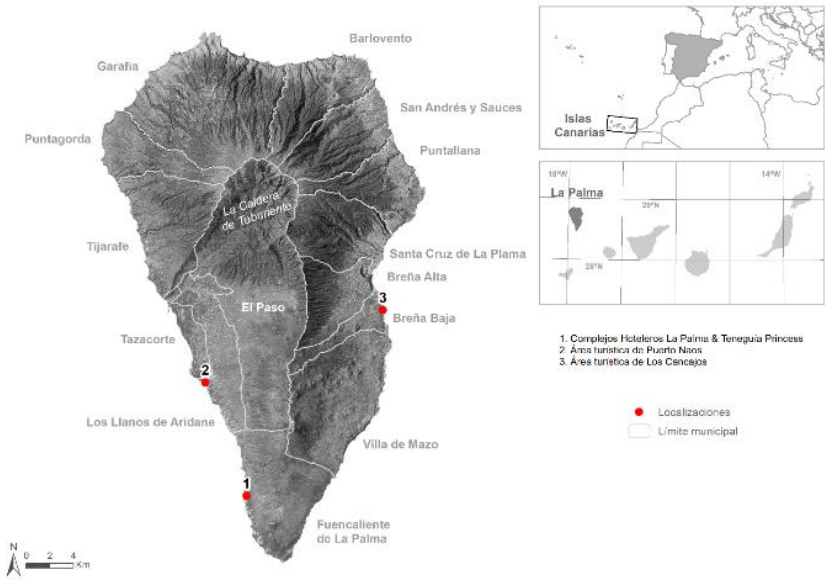 Barlovento
Garafía
San Andrés y Sauces
Puntagorda
Puntallana
La Caldera
de Tuburiente
Tijarafe
Santa Cruz de La Plama
Breña Alta
3
El Paso
Breña Baja
Tazacorte
2
Los Llanos de Aridane
Villa de Mazo
1
Fuencaliente
de La Palma
N
0 2 4
Km
Islas
Canarias
18°W
14°W
La Palma
29°N
28°N
1. Complejos Hoteleros La Palma & Teneguía Princess
2. Área turística de Puerto Naos
3. Área turística de Los Cancajos
Localizaciones
Límite municipal